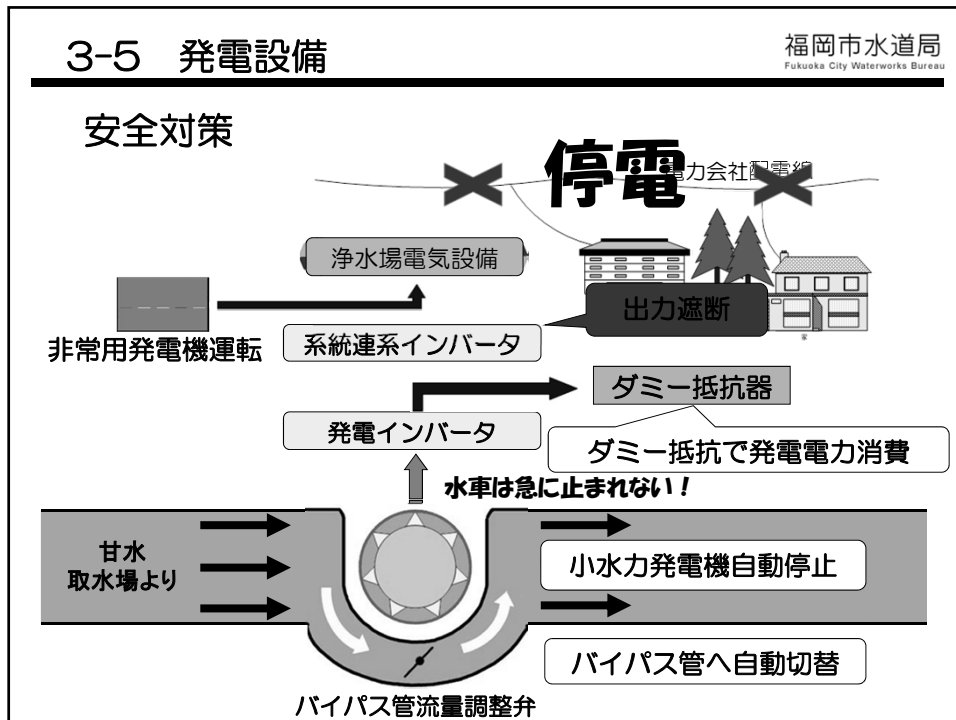 3-5 発電設備
福岡市水道局
Fukuoka City Waterworks Bureau
安全対策
停電
電力会社配電線
浄水場電気設備
出力遮断
非常用発電機運転
系統連系インバータ
家
ダミー抵抗器
発電インバータ
ダミー抵抗で発電電力消費
水車は急に止まれない!
甘水
取水場より
小水力発電機自動停止
バイパス管へ自動切替
バイパス管流量調整弁